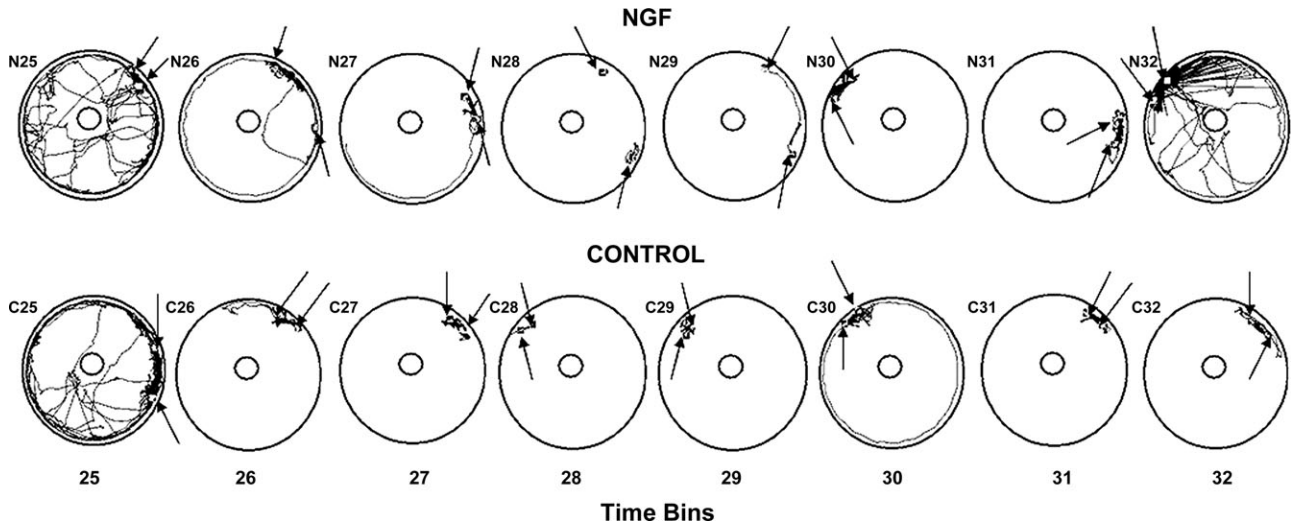 NGF
N25 N26 N27 N28 N29 N30 N31 N32
CONTROL
C25 C26 C27 C28 C29 C30 C31 C32
25 26 27 28 29 30 31 32
Time Bins